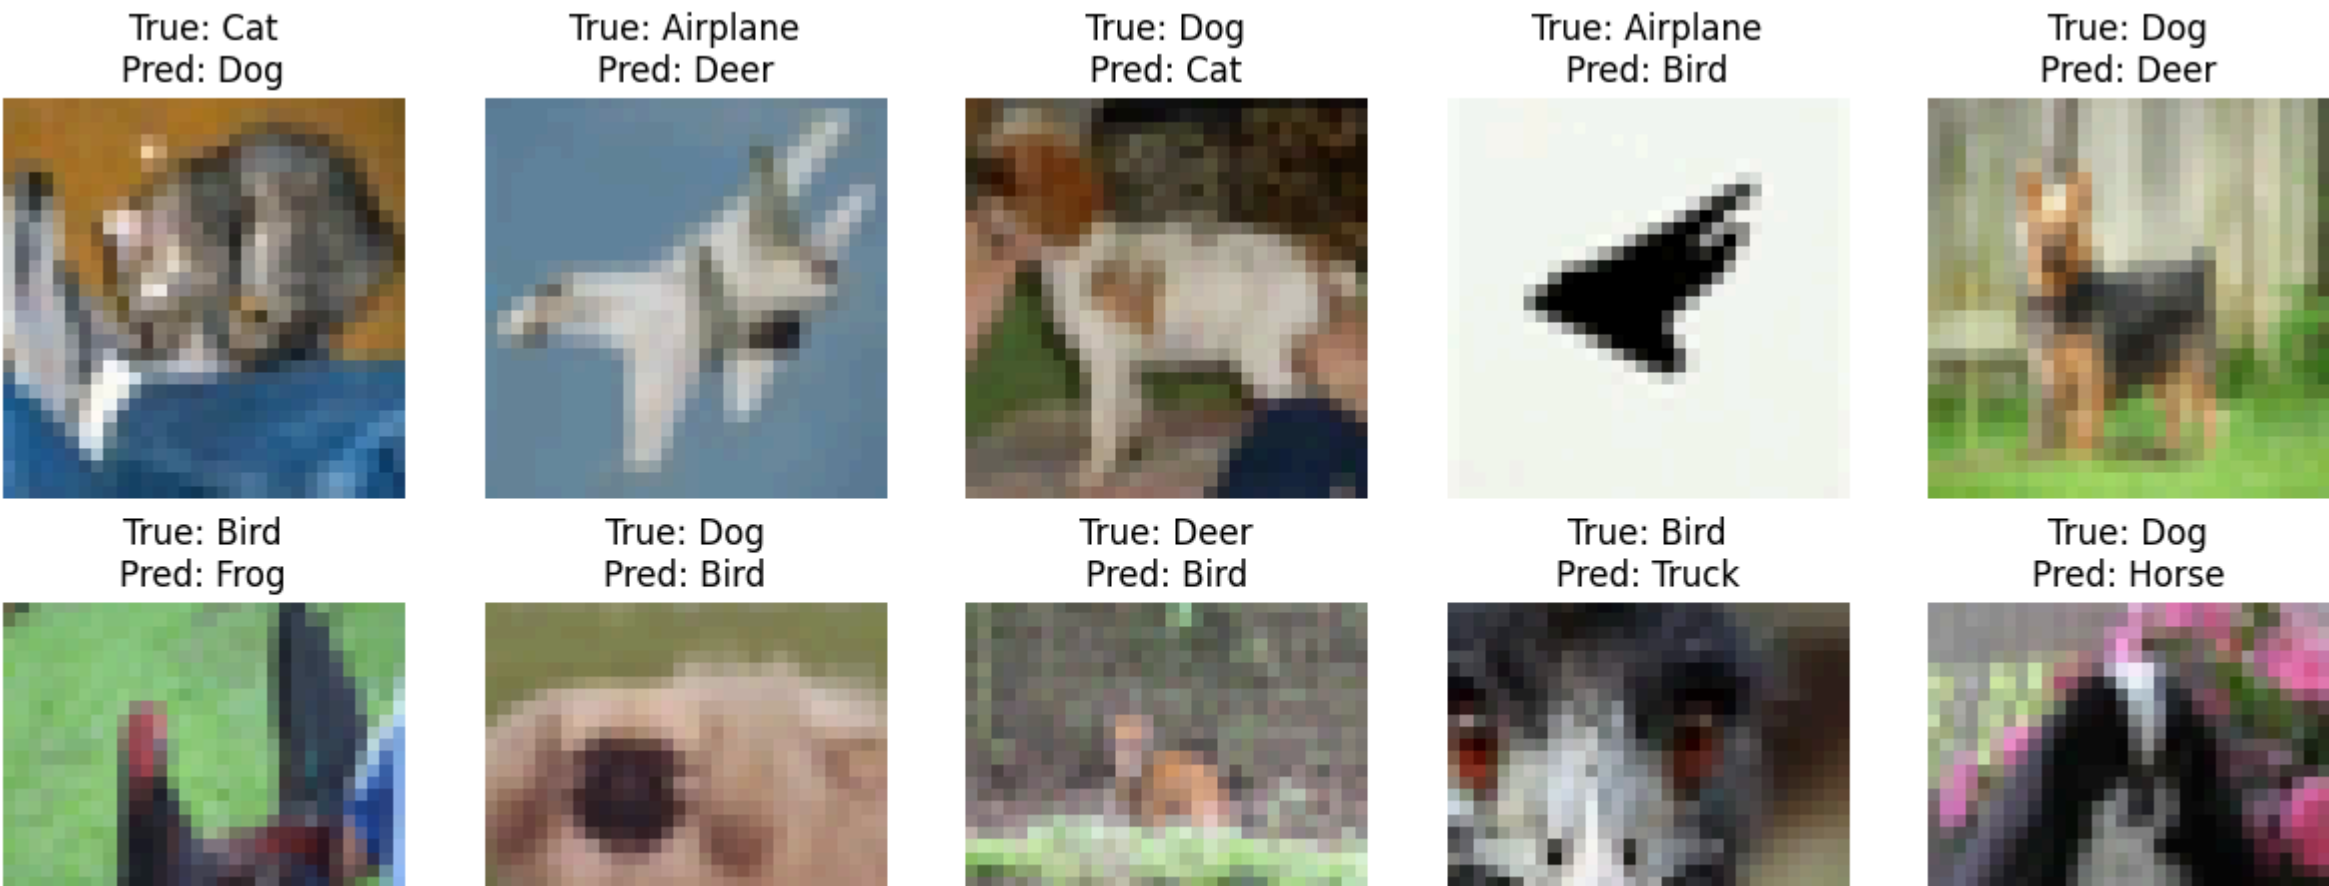 True: Cat
Pred: Dog
True: Airplane
Pred: Deer
True: Dog
Pred: Cat
True: Airplane
Pred: Bird
True: Dog
Pred: Deer
True: Bird
Pred: Frog
True: Dog
Pred: Bird
True: Deer
Pred: Bird
True: Bird
Pred: Truck
True: Dog
Pred: Horse